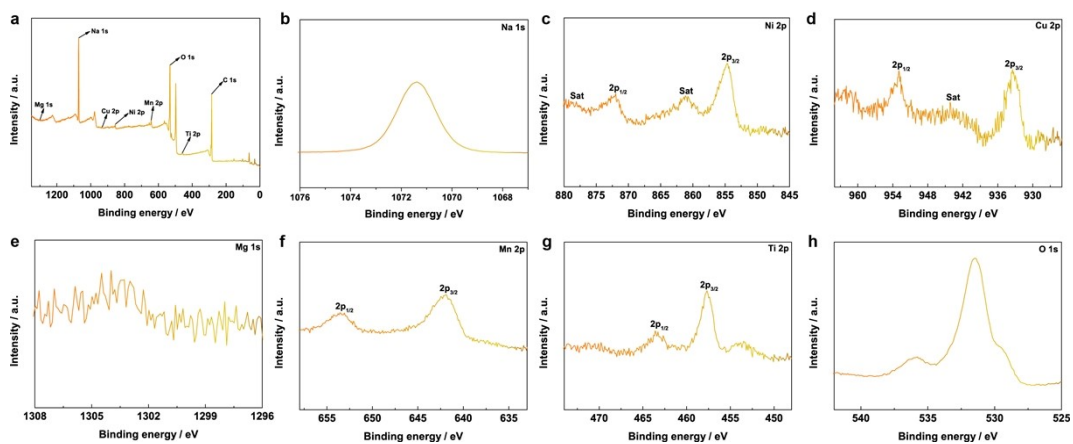 a
Intensity / a.u.
Na 1s
O 1s
C 1s
Mg 1s
Cu 2p
Ni 2p
Mn 2p
Ti 2p
1200 1000 800 600 400 200 0
Binding energy / eV
b
Na 1s
Intensity / a.u.
1076 1074 1072 1070 1068
Binding energy / eV
c
Ni 2p
Intensity / a.u.
2p3/2
Sat
2p1/2
Sat
880 875 870 865 860 855 850 845
Binding energy / eV
d
Cu 2p
Intensity / a.u.
2p1/2
2p3/2
Sat
960 954 948 942 936 930
Binding energy / eV
e
Mg 1s
Intensity / a.u.
1308 1305 1302 1299 1296
Binding energy / eV
f
Mn 2p
Intensity / a.u.
2p3/2
2p1/2
655 650 645 640 635
Binding energy / eV
g
Ti 2p
Intensity / a.u.
2p3/2
2p1/2
470 465 460 455 450
Binding energy / eV
h
O 1s
Intensity / a.u.
540 535 530 525
Binding energy / eV